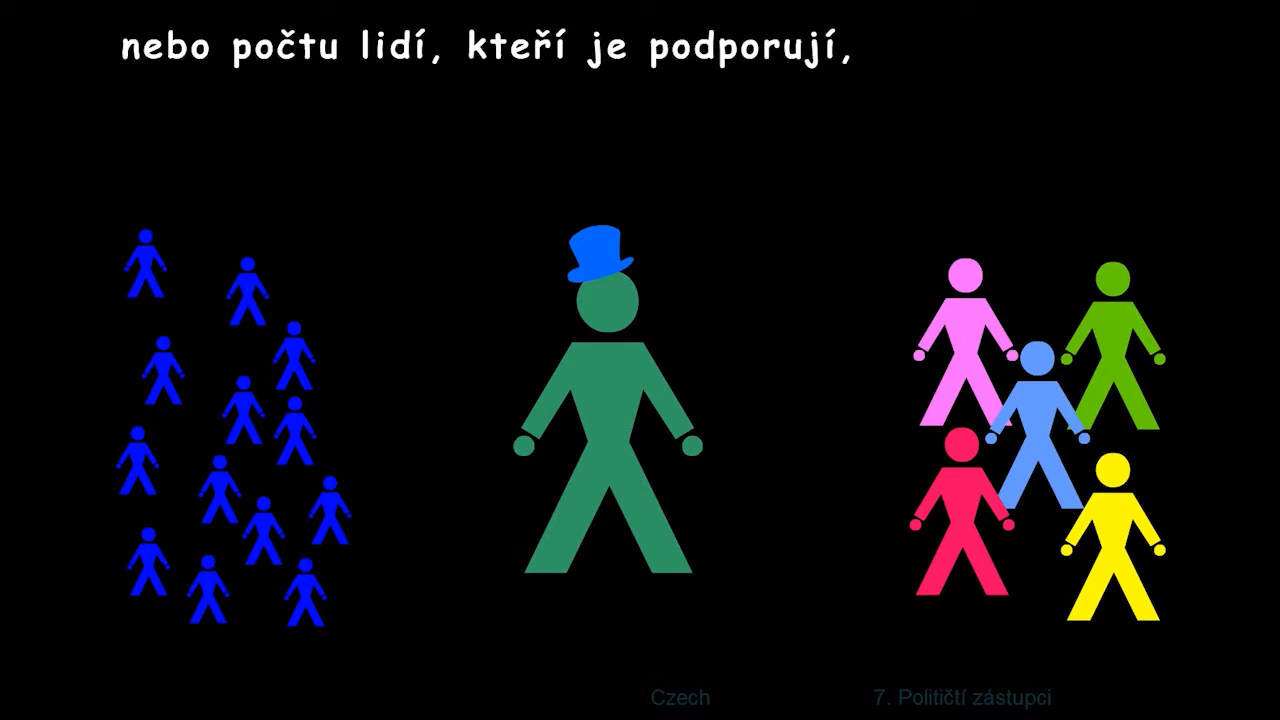 nebo počtu lidí, kteří je podporují,
Czech
7. Političtí zástupci